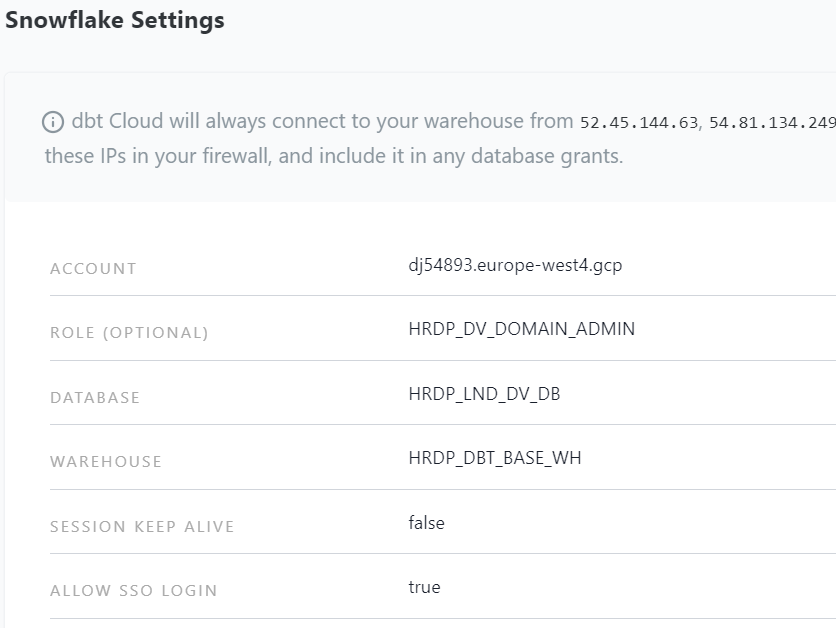 Snowflake Settings
dbt Cloud will always connect to your warehouse from 52.45.144.63, 54.81.134.249
these IPs in your firewall, and include it in any database grants.
ACCOUNT dj54893.europe-west4.gcp
ROLE (OPTIONAL) HRDP_DV_DOMAIN_ADMIN
DATABASE HRDP_LND_DV_DB
WAREHOUSE HRDP_DBT_BASE_WH
SESSION KEEP ALIVE false
ALLOW SSO LOGIN true